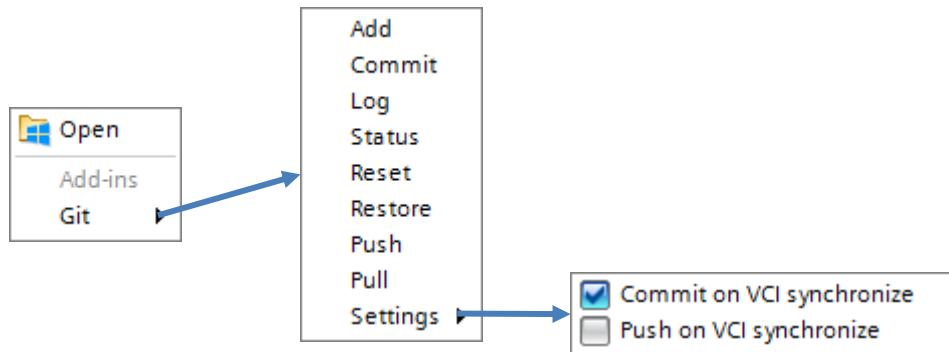 Open
Add-ins
Git
Add
Commit
Log
Status
Reset
Restore
Push
Pull
Settings
Commit on VCI synchronize
Push on VCI synchronize